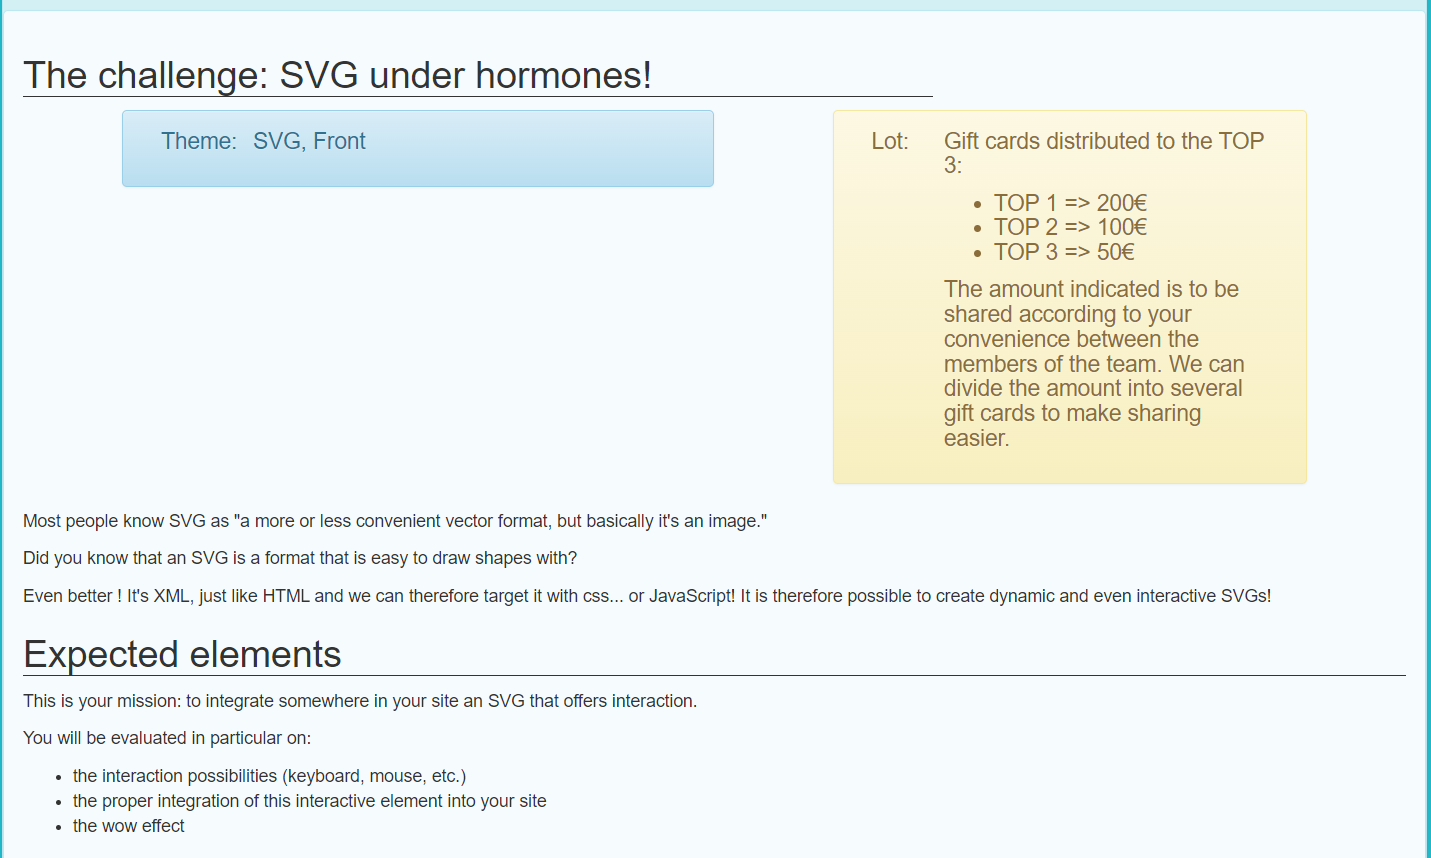 The challenge: SVG under hormones!
Theme: SVG, Front
Lot: Gift cards distributed to the TOP
3:
• TOP 1 => 200€
• TOP 2 => 100€
• TOP 3 => 50€
The amount indicated is to be
shared according to your
convenience between the
members of the team. We can
divide the amount into several
gift cards to make sharing
easier.
Most people know SVG as "a more or less convenient vector format, but basically it's an image."
Did you know that an SVG is a format that is easy to draw shapes with?
Even better ! It's XML, just like HTML and we can therefore target it with css... or JavaScript! It is therefore possible to create dynamic and even interactive SVGs!
Expected elements
This is your mission: to integrate somewhere in your site an SVG that offers interaction.
You will be evaluated in particular on:
• the interaction possibilities (keyboard, mouse, etc.)
• the proper integration of this interactive element into your site
• the wow effect